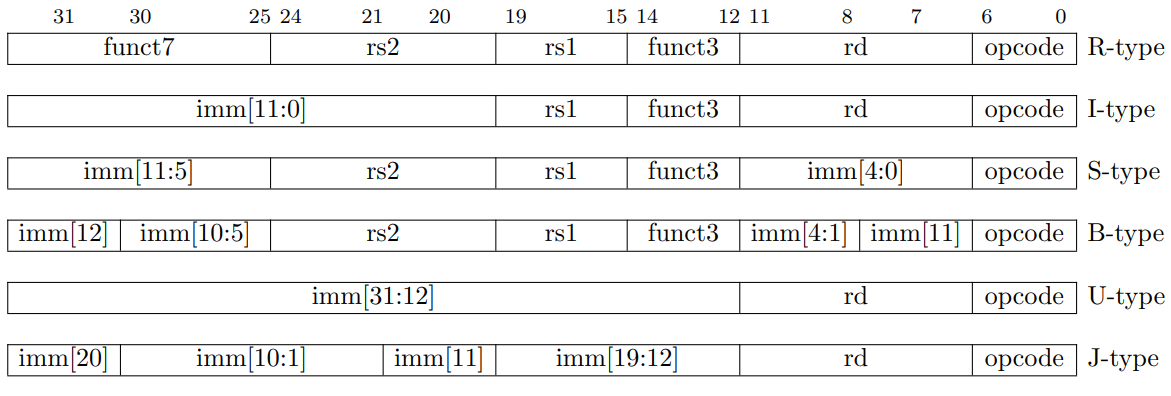 31 30 25 24 21 20 19 15 14 12 11 8 7 6 0
funct7 rs2 rs1 funct3 rd opcode R-type
imm[11:0] rs1 funct3 rd opcode I-type
imm[11:5] rs2 rs1 funct3 imm[4:0] opcode S-type
imm[12] imm[10:5] rs2 rs1 funct3 imm[4:1] imm[11] opcode B-type
imm[31:12] rd opcode U-type
imm[20] imm[10:1] imm[11] imm[19:12] rd opcode J-type